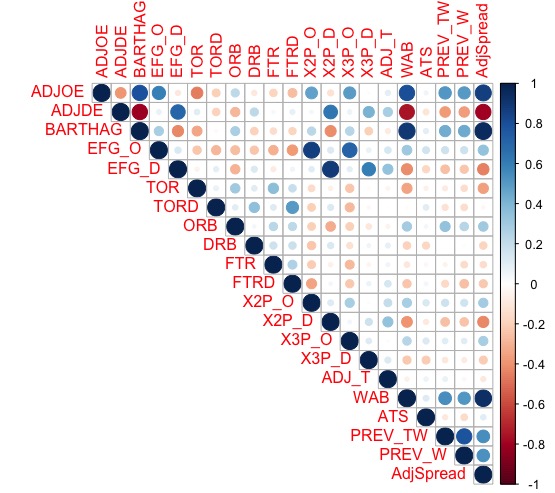 ADJOE
ADJDE
BARTHAG
EFG_O
EFG_D
TOR
TORD
ORB
DRB
FTR
FTRD
X2P_O
X2P_D
X3P_O
X3P_D
ADJ_T
WAB
ATS
PREV_TW
PREV_W
AdjSpread
ADJOE
ADJDE
BARTHAG
EFG_O
EFG_D
TOR
TORD
ORB
DRB
FTR
FTRD
X2P_O
X2P_D
X3P_O
X3P_D
ADJ_T
WAB
ATS
PREV_TW
PREV_W
AdjSpread
1
0.8
0.6
0.4
0.2
0
-0.2
-0.4
-0.6
-0.8
-1